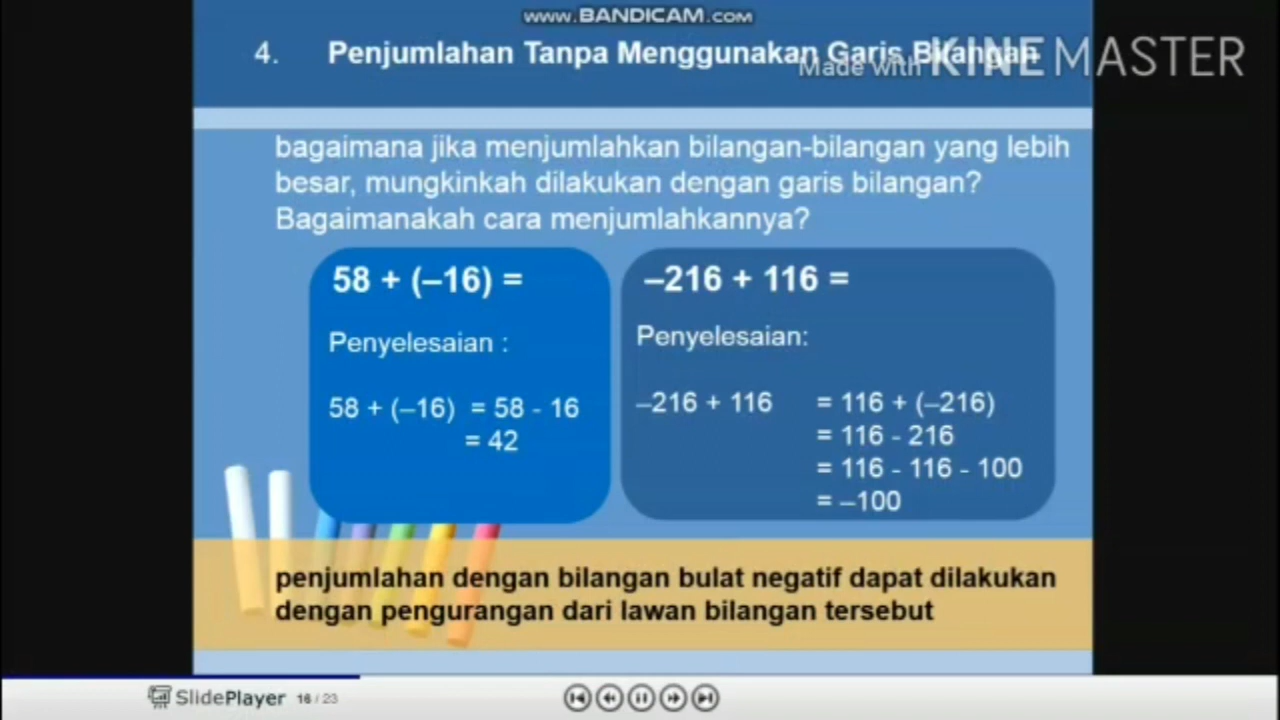 www.BANDICAM.com
4. Penjumlahan Tanpa Menggunakan Garis Bilangan
Made with KINEMASTER
bagaimana jika menjumlahkan bilangan-bilangan yang lebih
besar, mungkinkah dilakukan dengan garis bilangan?
Bagaimanakah cara menjumlahkannya?
58 + (–16) =
Penyelesaian :
58 + (–16) = 58 - 16
= 42
–216 + 116 =
Penyelesaian:
–216 + 116 = 116 + (–216)
= 116 - 216
= 116 - 116 - 100
= –100
penjumlahan dengan bilangan bulat negatif dapat dilakukan
dengan pengurangan dari lawan bilangan tersebut
SlidePlayer 16 / 23